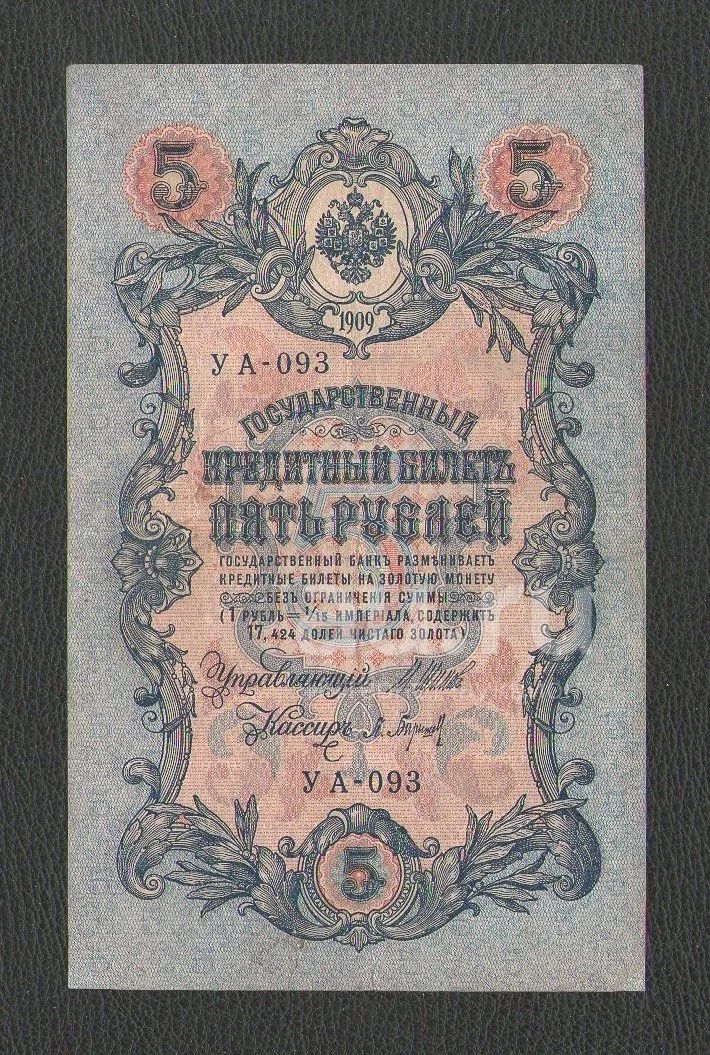 5 5
1909
УА-093
ГОСУДАРСТВЕННЫЙ
КРЕДИТНЫЙ БИЛЕТЪ
ПЯТЬ РУБЛЕЙ
ГОСУДАРСТВЕННЫЙ БАНКЪ РАЗМѢНИВАЕТЪ
КРЕДИТНЫЕ БИЛЕТЫ НА ЗОЛОТУЮ МОНЕТУ
БЕЗЪ ОГРАНИЧЕНІЯ СУММЫ
(1 РУБЛЬ = 1/15 ИМПЕРІАЛА, СОДЕРЖИТЪ
17,424 ДОЛЕЙ ЧИСТАГО ЗОЛОТА).
Управляющій
Кассиръ
УА-093
5